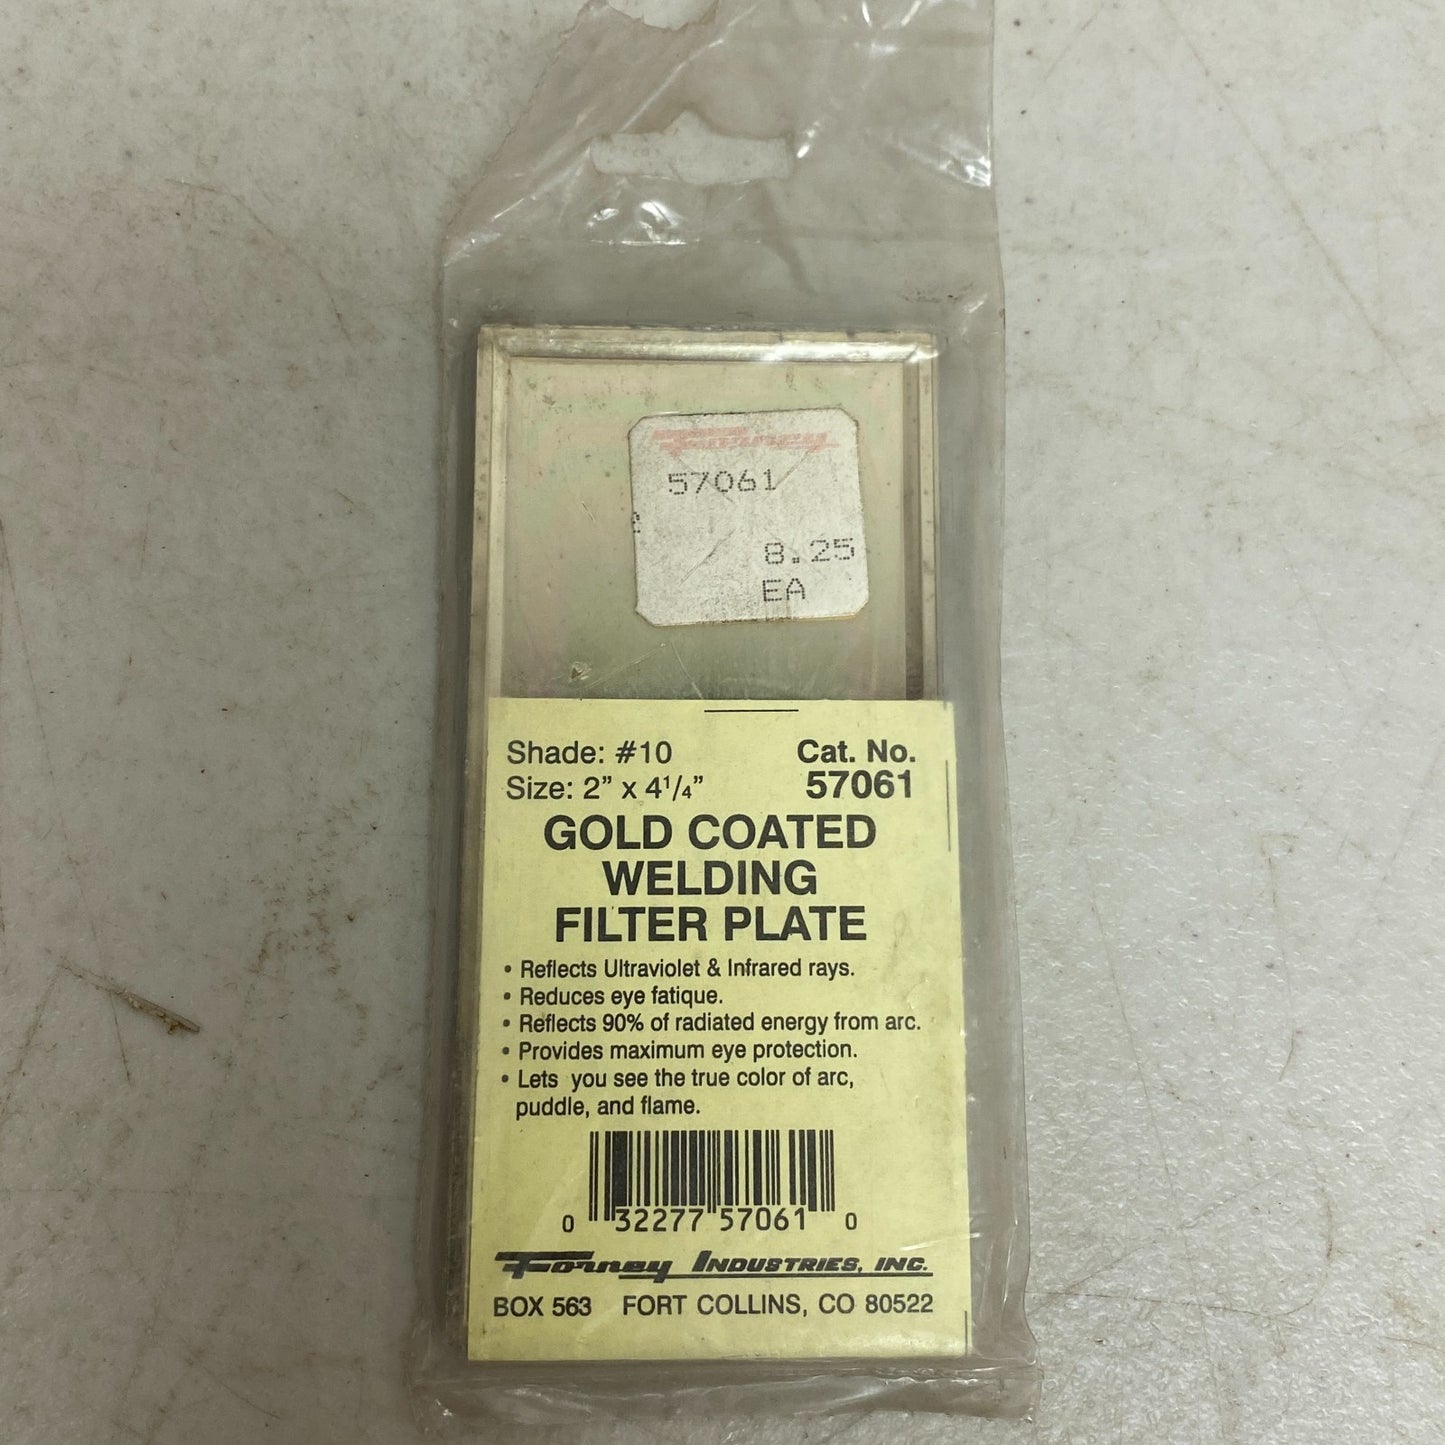 Forney
57061
8.25
EA
Shade: #10
Size: 2” x 4¹/₄”
Cat. No.
57061
GOLD COATED
WELDING
FILTER PLATE
• Reflects Ultraviolet & Infrared rays.
• Reduces eye fatique.
• Reflects 90% of radiated energy from arc.
• Provides maximum eye protection.
• Lets you see the true color of arc,
puddle, and flame.
0 32277 57061 0
Forney INDUSTRIES, INC.
BOX 563 FORT COLLINS, CO 80522